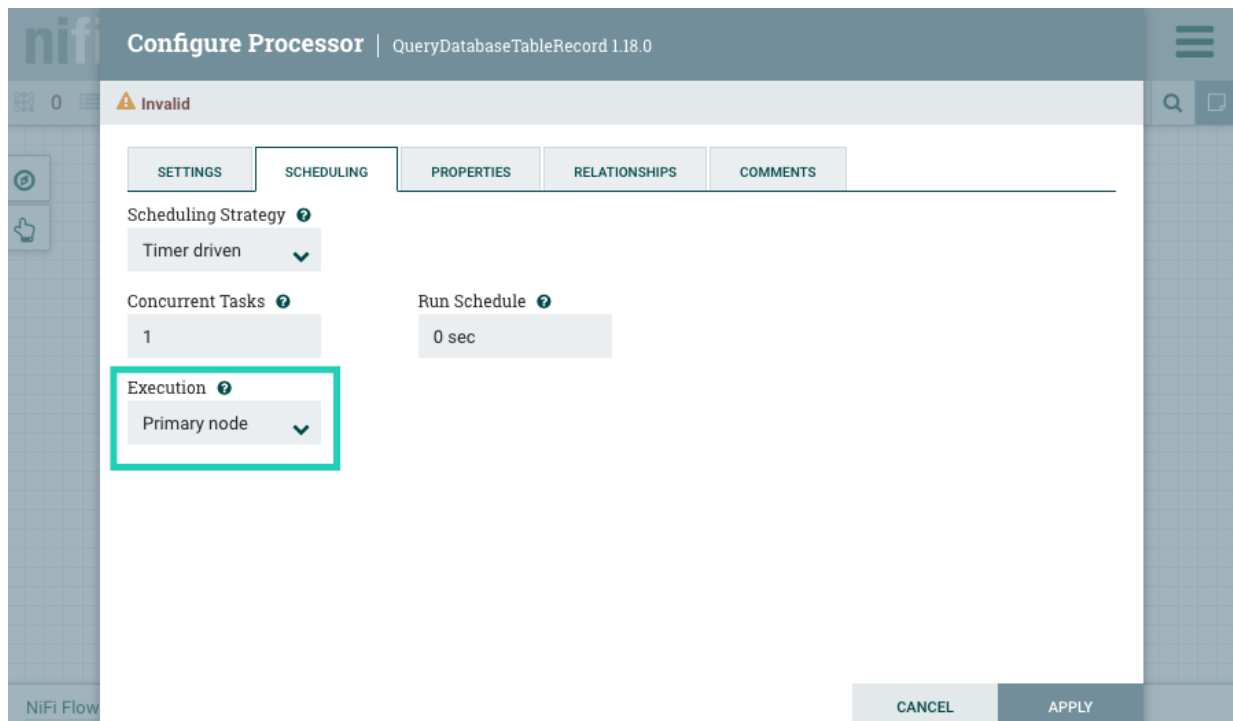 nifi
Configure Processor | QueryDatabaseTableRecord 1.18.0
0
Invalid
SETTINGS SCHEDULING PROPERTIES RELATIONSHIPS COMMENTS
Scheduling Strategy
Timer driven
Concurrent Tasks Run Schedule
1 0 sec
Execution
Primary node
NiFi Flow CANCEL APPLY